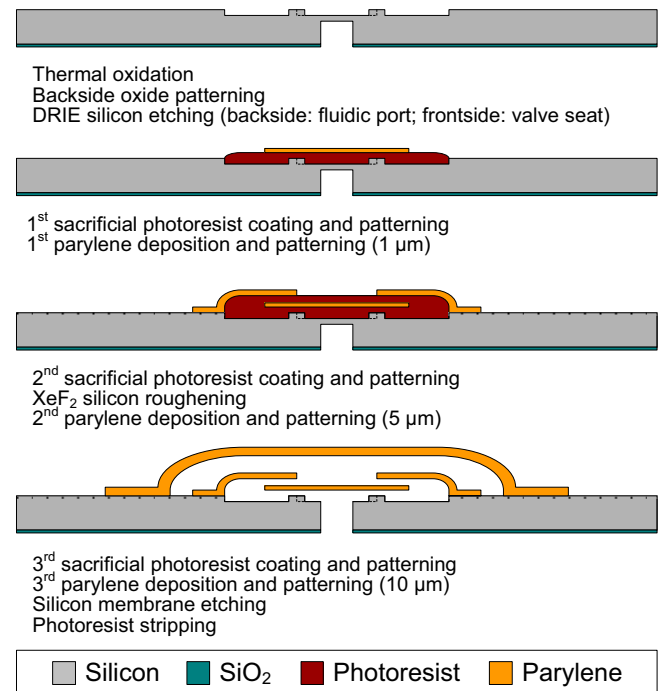 Thermal oxidation
Backside oxide patterning
DRIE silicon etching (backside: fluidic port; frontside: valve seat)
1st sacrificial photoresist coating and patterning
1st parylene deposition and patterning (1 µm)
2nd sacrificial photoresist coating and patterning
XeF2 silicon roughening
2nd parylene deposition and patterning (5 µm)
3rd sacrificial photoresist coating and patterning
3rd parylene deposition and patterning (10 µm)
Silicon membrane etching
Photoresist stripping
Silicon SiO2 Photoresist Parylene